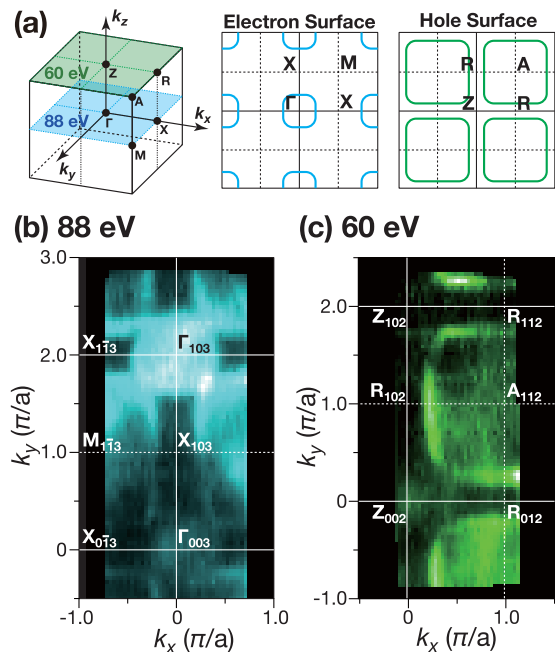 (a)
k_z
60 eV
88 eV
Z
R
A
Γ
X
M
k_x
k_y
Electron Surface
X M
Γ X
Hole Surface
R A
Z R
(b) 88 eV
3.0
2.0
1.0
0
k_y (π/a)
X_{1\bar{1}3} Γ_{103}
M_{1\bar{1}3} X_{103}
X_{0\bar{1}3} Γ_{003}
-1.0 0 1.0
k_x (π/a)
(c) 60 eV
2.0
1.0
0
-1.0
k_y (π/a)
Z_{102} R_{112}
R_{102} A_{112}
Z_{002} R_{012}
0 1.0
k_x (π/a)